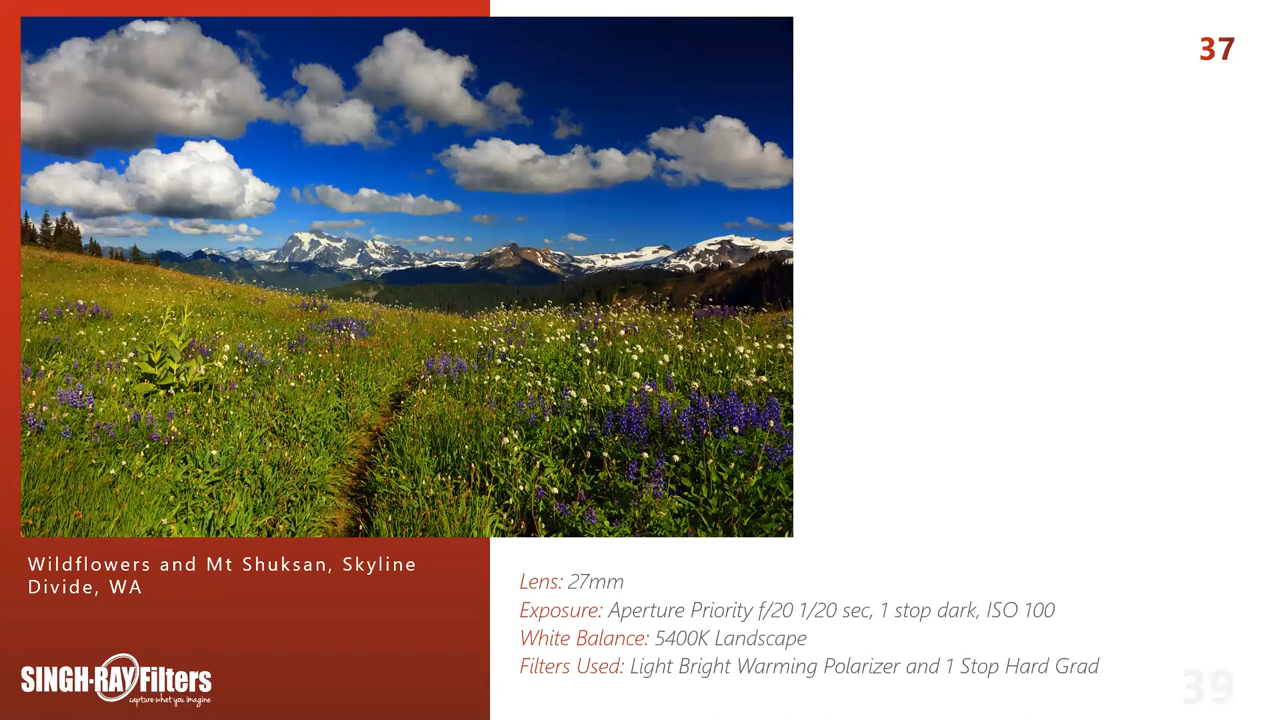 37
Wildflowers and Mt Shuksan, Skyline
Divide, WA
Lens: 27mm
Exposure: Aperture Priority f/20 1/20 sec, 1 stop dark, ISO 100
White Balance: 5400K Landscape
Filters Used: Light Bright Warming Polarizer and 1 Stop Hard Grad
SINGH-RAY Filters
capture what you imagine
39